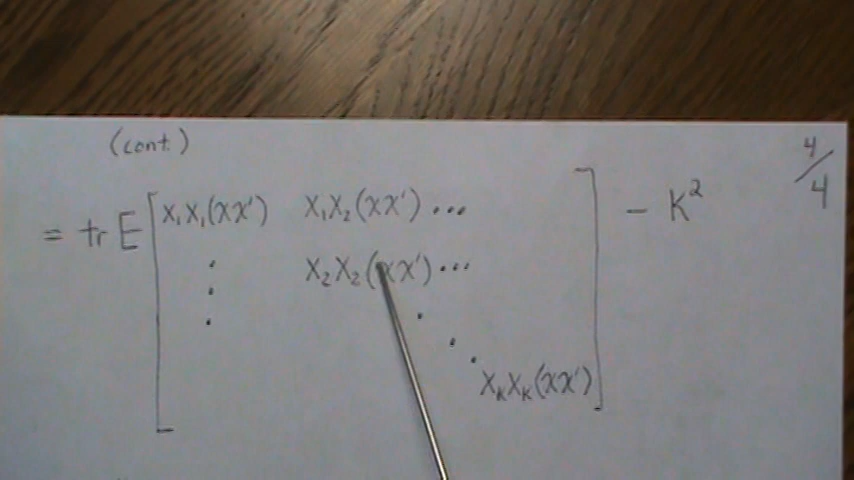 (cont.)
4/4
= tr E [ X₁X₁(XX') X₁X₂(XX') ... ] - K²
⋮ X₂X₂(XX') ...
⋱
XₖXₖ(XX')